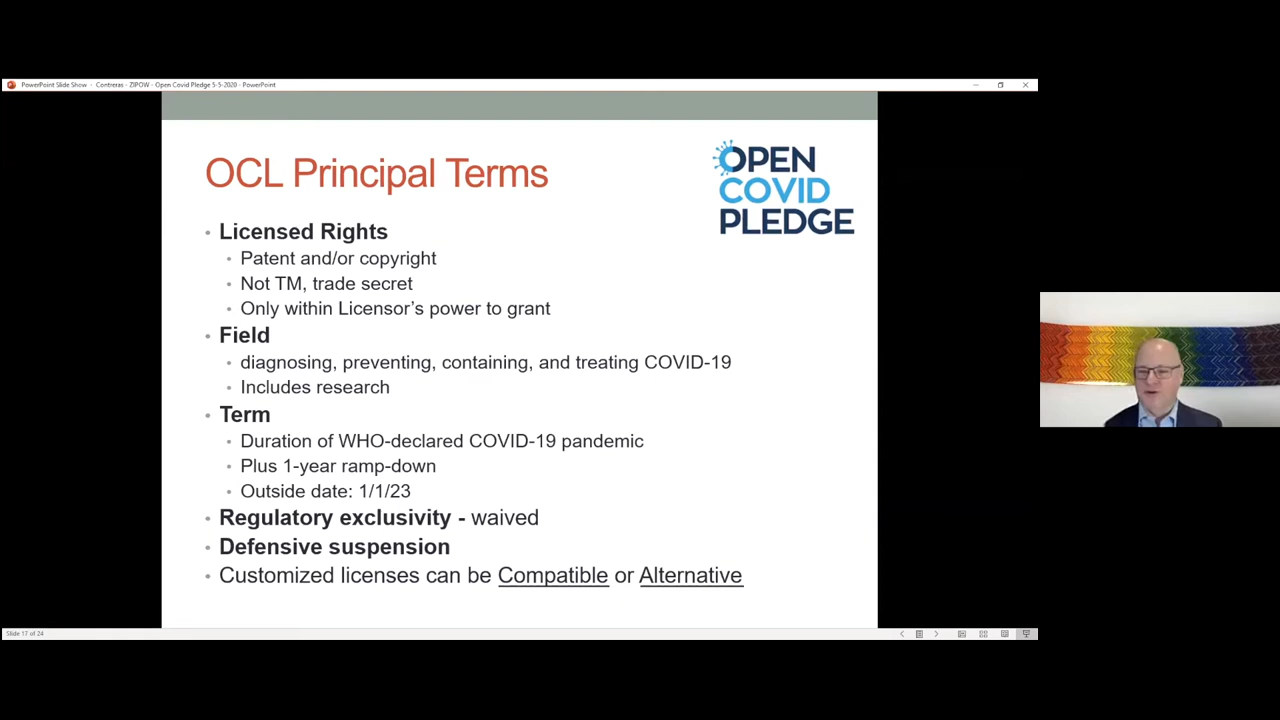 PowerPoint Slide Show - Contreras - ZIPOW - Open Covid Pledge 5-5-2020 - PowerPoint
OCL Principal Terms
OPEN
COVID
PLEDGE
• Licensed Rights
• Patent and/or copyright
• Not TM, trade secret
• Only within Licensor’s power to grant
• Field
• diagnosing, preventing, containing, and treating COVID-19
• Includes research
• Term
• Duration of WHO-declared COVID-19 pandemic
• Plus 1-year ramp-down
• Outside date: 1/1/23
• Regulatory exclusivity - waived
• Defensive suspension
• Customized licenses can be Compatible or Alternative
Slide 17 of 24